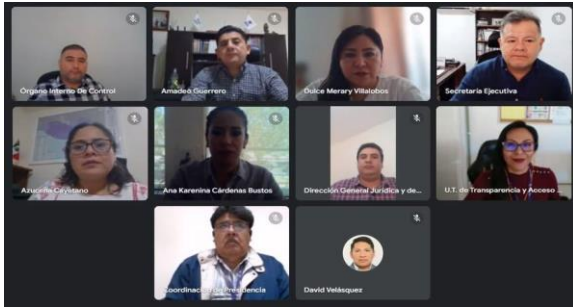 Órgano Interno De Control
Amadeo Guerrero
Dulce Merary Villalobos
Secretaría Ejecutiva
Azucena Cayetano
Ana Karenina Cárdenas Bustos
Dirección General Jurídica y de...
U.T. de Transparencia y Acceso ...
Coordinación de Presidencia
David Velásquez